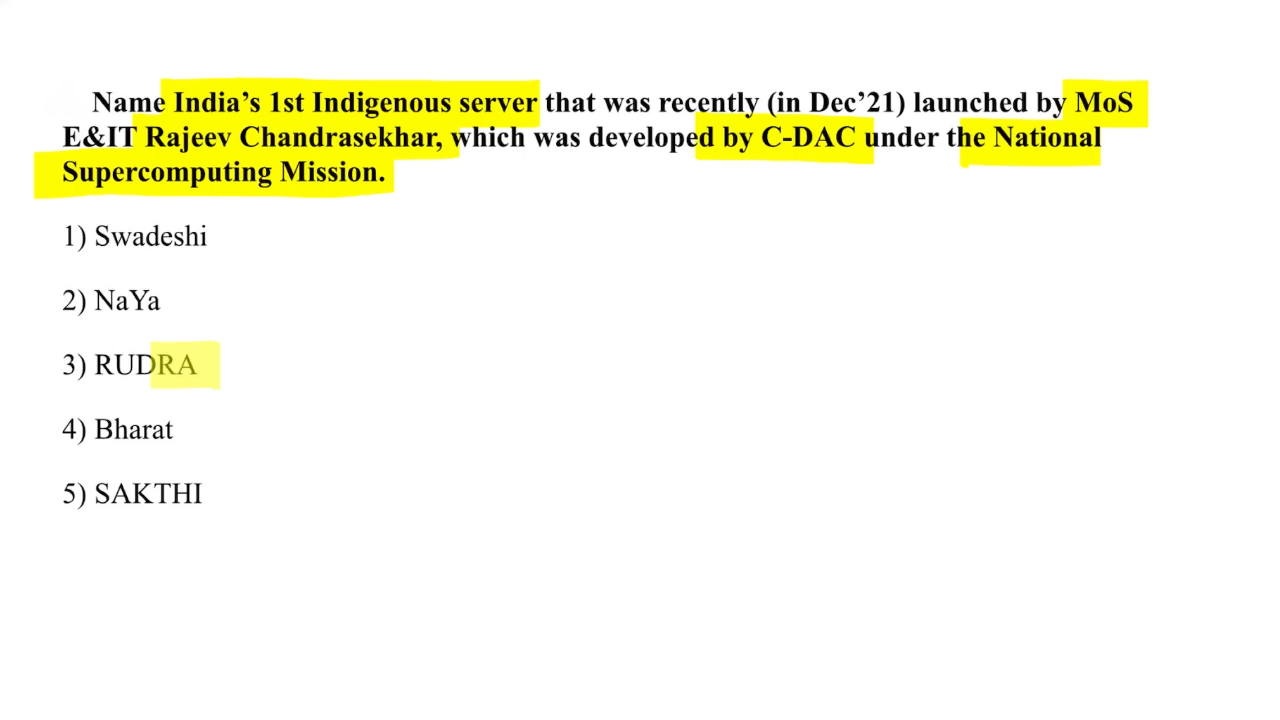 Name India’s 1st Indigenous server that was recently (in Dec’21) launched by MoS
E&IT Rajeev Chandrasekhar, which was developed by C-DAC under the National
Supercomputing Mission.
1) Swadeshi
2) NaYa
3) RUDRA
4) Bharat
5) SAKTHI